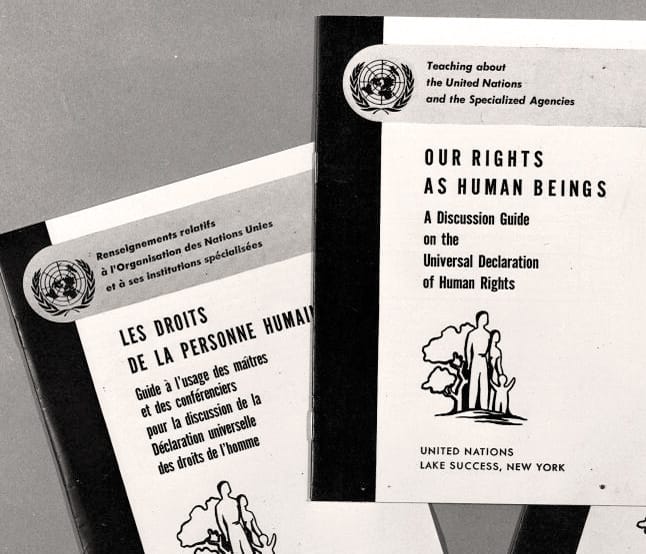 Teaching about
the United Nations
and the Specialized Agencies
OUR RIGHTS
AS HUMAN BEINGS
A Discussion Guide
on the
Universal Declaration
of Human Rights
UNITED NATIONS
LAKE SUCCESS, NEW YORK
Renseignements relatifs
à l'Organisation des Nations Unies
et à ses institutions spécialisées
LES DROITS
DE LA PERSONNE HUMAI
Guide à l'usage des maîtres
et des conférenciers
pour la discussion de la
Déclaration universelle
des droits de l'homme